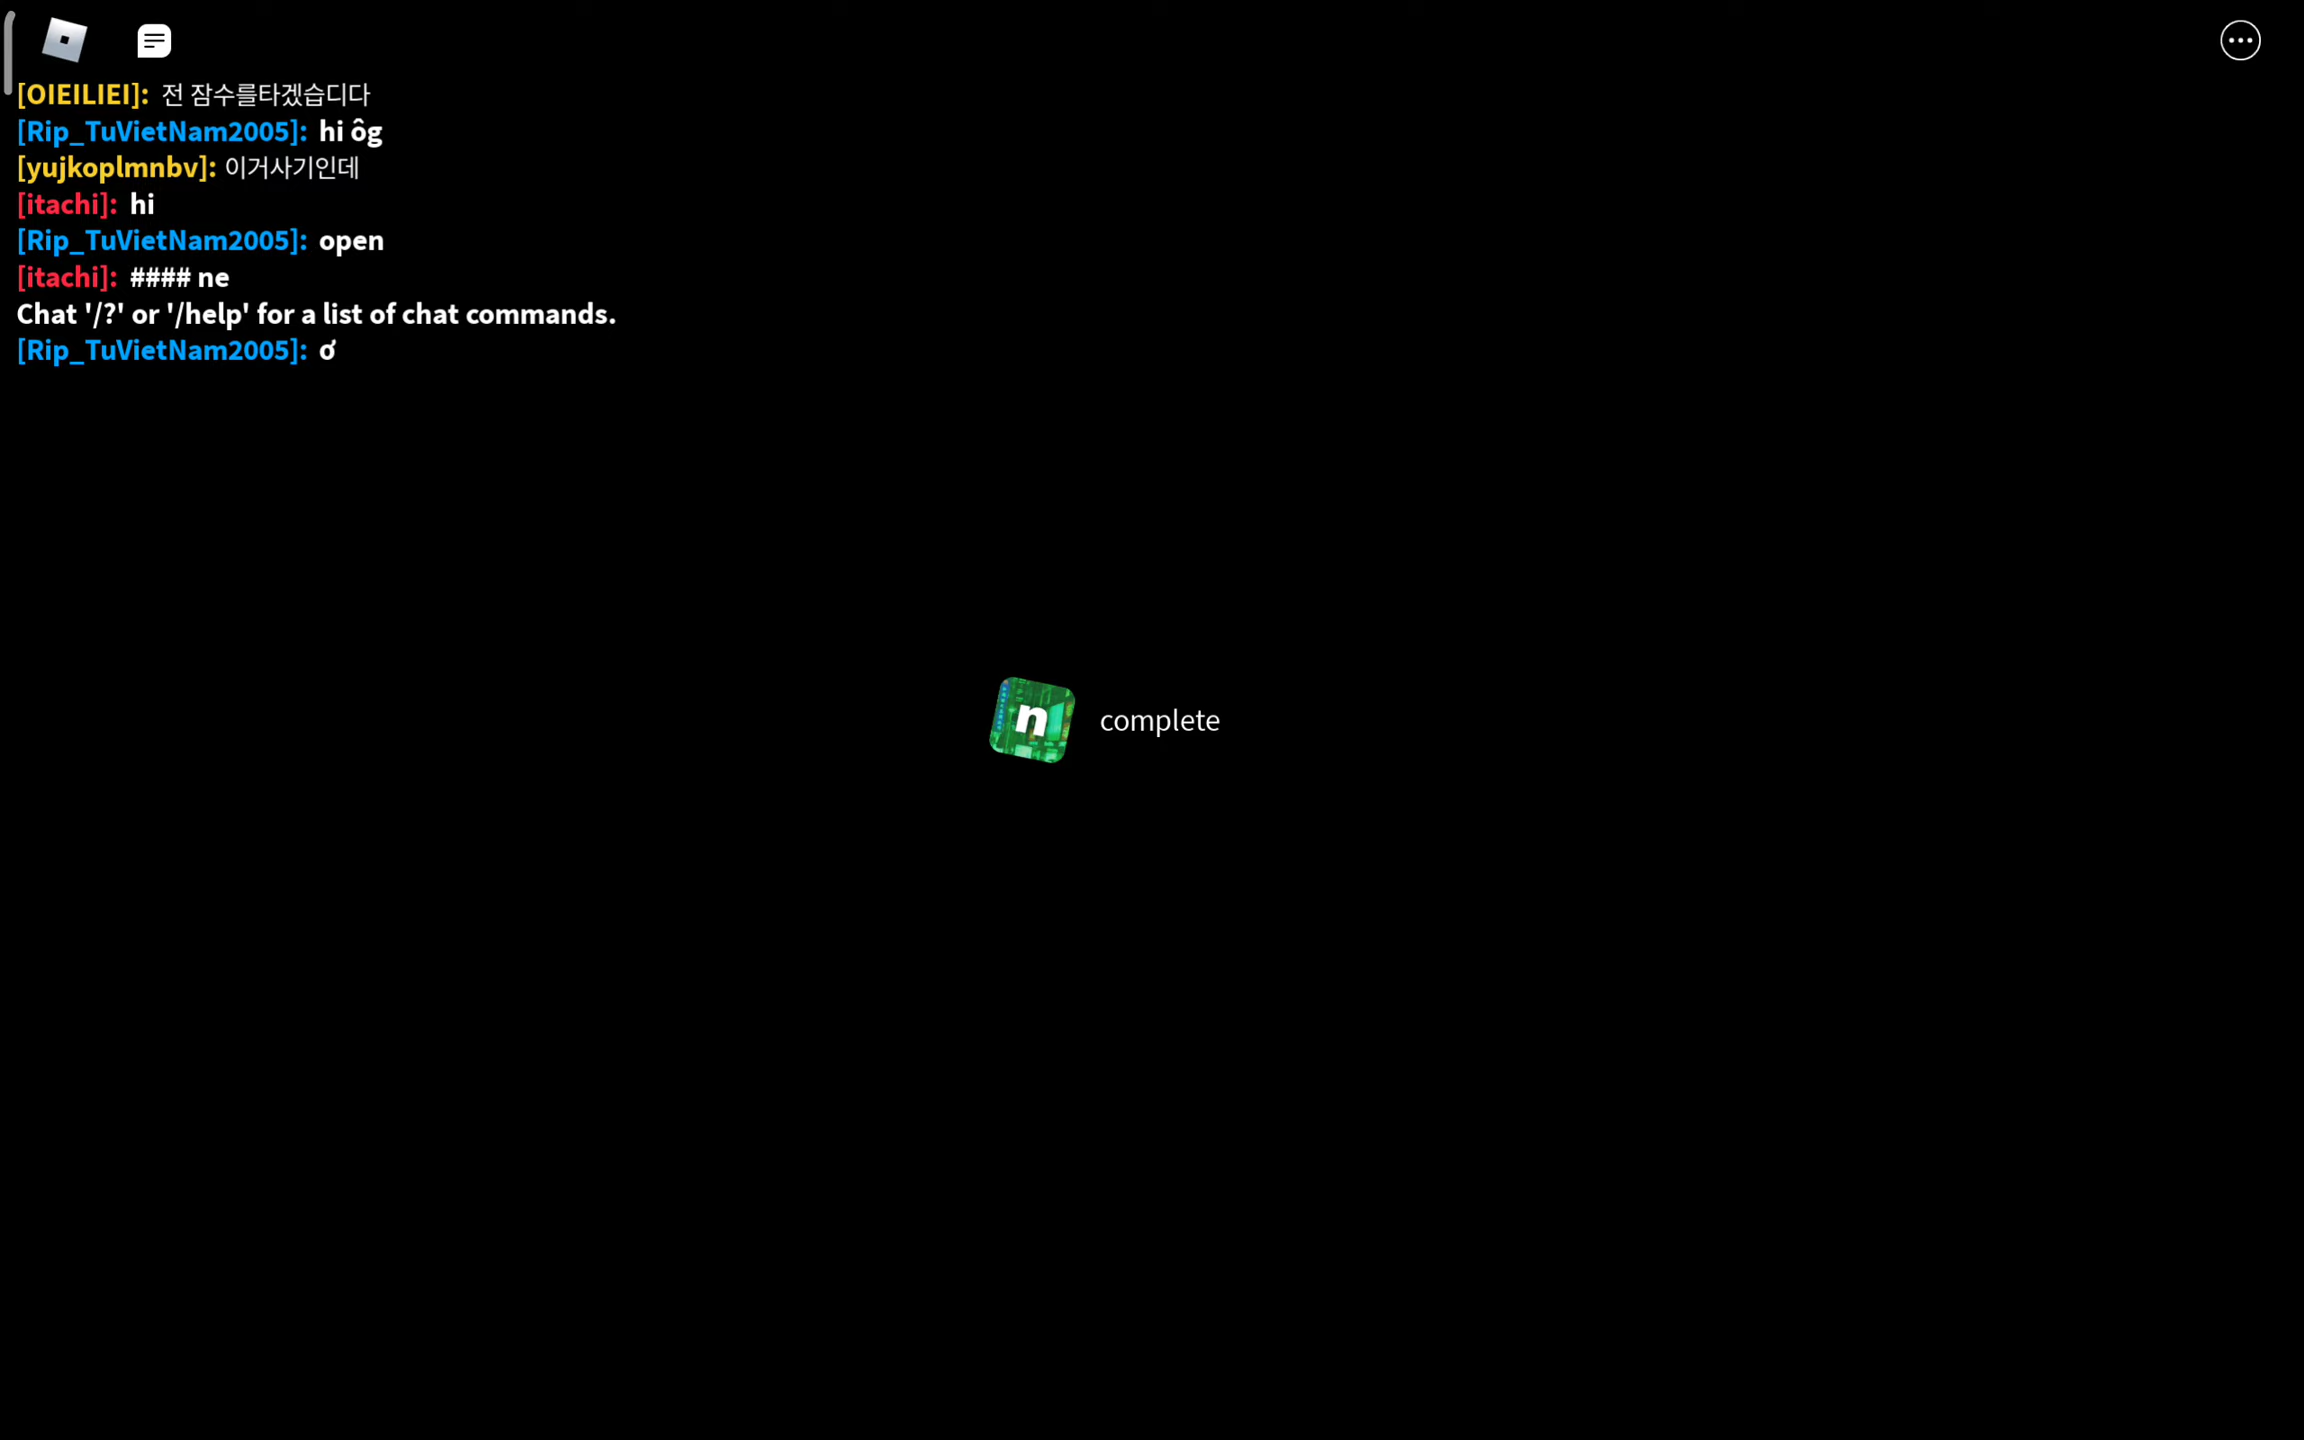 [OIEILIEI]: 전 잠수를타겠습디다
[Rip_TuVietNam2005]: hi ôg
[yujkoplmnbv]: 이거사기인데
[itachi]: hi
[Rip_TuVietNam2005]: open
[itachi]: #### ne
Chat '/?' or '/help' for a list of chat commands.
[Rip_TuVietNam2005]: ơ
n complete